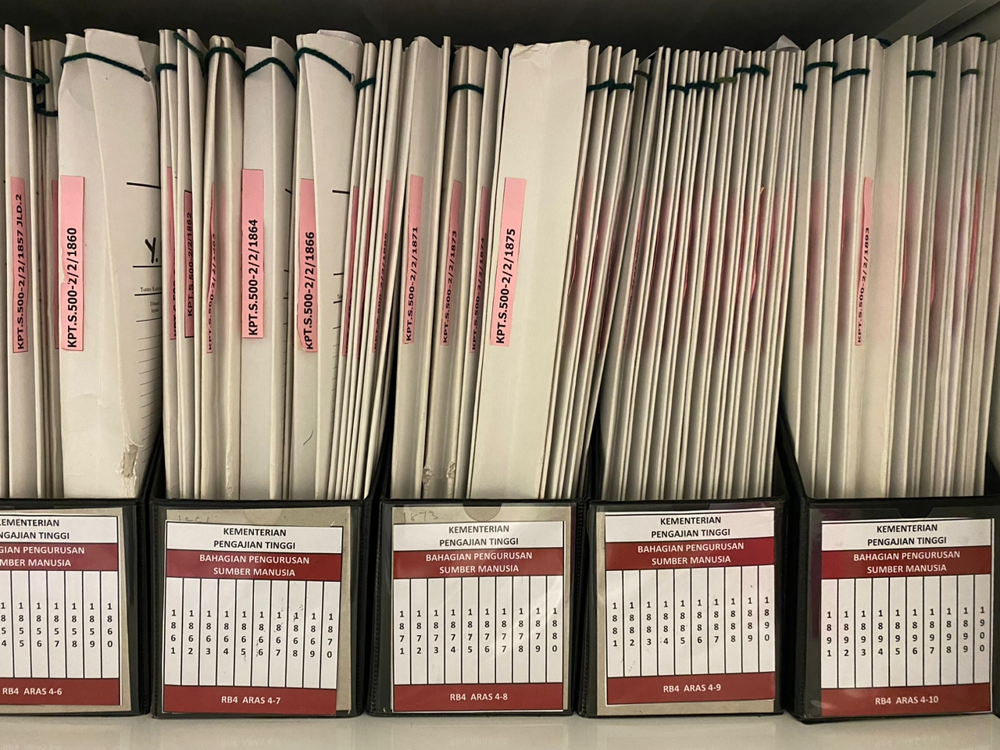 KPT.S.500-2/2/1857 JLD.2
KPT.S.500-2/2/1860
Y.
KPT.S.500-2/2/1862
KPT.S.500-2/2/1864
KPT.S.500-2/2/1866
KPT.S.500-2/2/1871
KPT.S.500-2/2/1873
KPT.S.500-2/2/1875
KPT.S.500-2/2/1893
KEMENTERIAN
NGAJIAN TINGGI
GIAN PENGURUSAN
MBER MANUSIA
1854 1855 1856 1857 1858 1859 1860
RB4 ARAS 4-6
KEMENTERIAN
PENGAJIAN TINGGI
BAHAGIAN PENGURUSAN
SUMBER MANUSIA
1861 1862 1863 1864 1865 1866 1867 1868 1869 1870
RB4 ARAS 4-7
1873
KEMENTERIAN
PENGAJIAN TINGGI
BAHAGIAN PENGURUSAN
SUMBER MANUSIA
1871 1872 1873 1874 1875 1876 1877 1878 1879 1880
RB4 ARAS 4-8
KEMENTERIAN
PENGAJIAN TINGGI
BAHAGIAN PENGURUSAN
SUMBER MANUSIA
1881 1882 1883 1884 1885 1886 1887 1888 1889 1890
RB4 ARAS 4-9
KEMENTERIAN
PENGAJIAN TINGGI
BAHAGIAN PENGURUSAN
SUMBER MANUSIA
1891 1892 1893 1894 1895 1896 1897 1898 1899 1900
RB4 ARAS 4-10